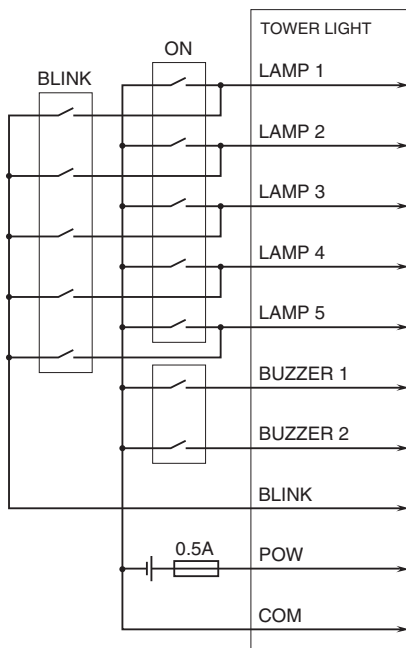 TOWER LIGHT
ON
LAMP 1
BLINK
LAMP 2
LAMP 3
LAMP 4
LAMP 5
BUZZER 1
BUZZER 2
BLINK
0.5A
POW
COM